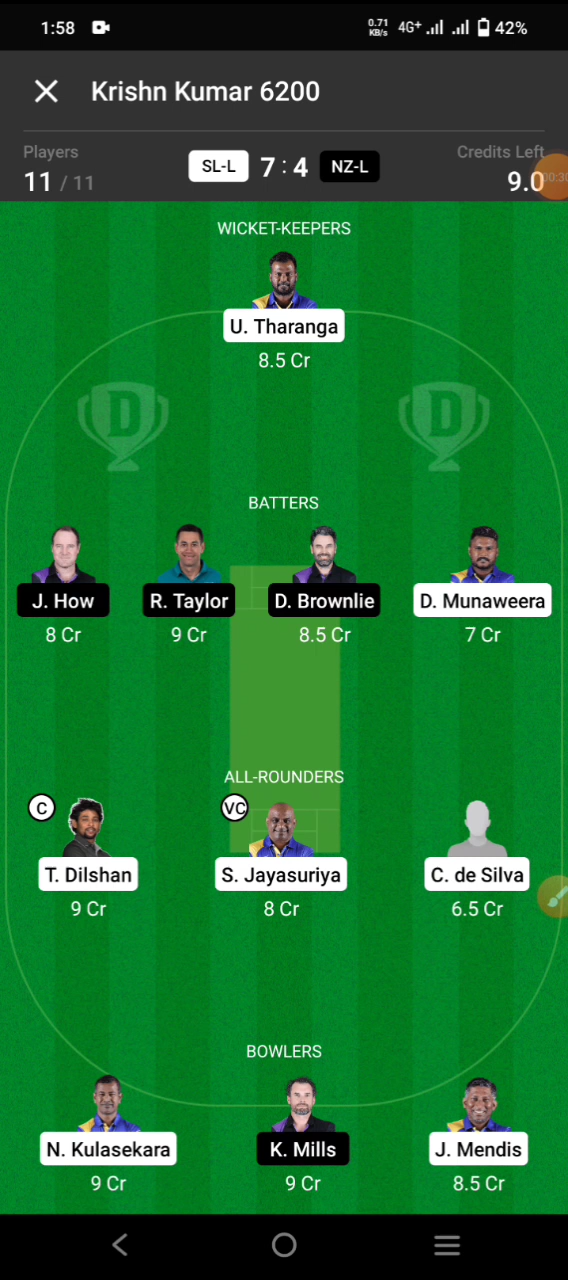 1:58 0.71 KB/s 4G+ 42%
Krishn Kumar 6200
Players Credits Left
11 / 11 SL-L 7 : 4 NZ-L 9.0 00:30
WICKET-KEEPERS
U. Tharanga
8.5 Cr
D D
BATTERS
J. How R. Taylor D. Brownlie D. Munaweera
8 Cr 9 Cr 8.5 Cr 7 Cr
ALL-ROUNDERS
C VC
T. Dilshan S. Jayasuriya C. de Silva
9 Cr 8 Cr 6.5 Cr
BOWLERS
N. Kulasekara K. Mills J. Mendis
9 Cr 9 Cr 8.5 Cr